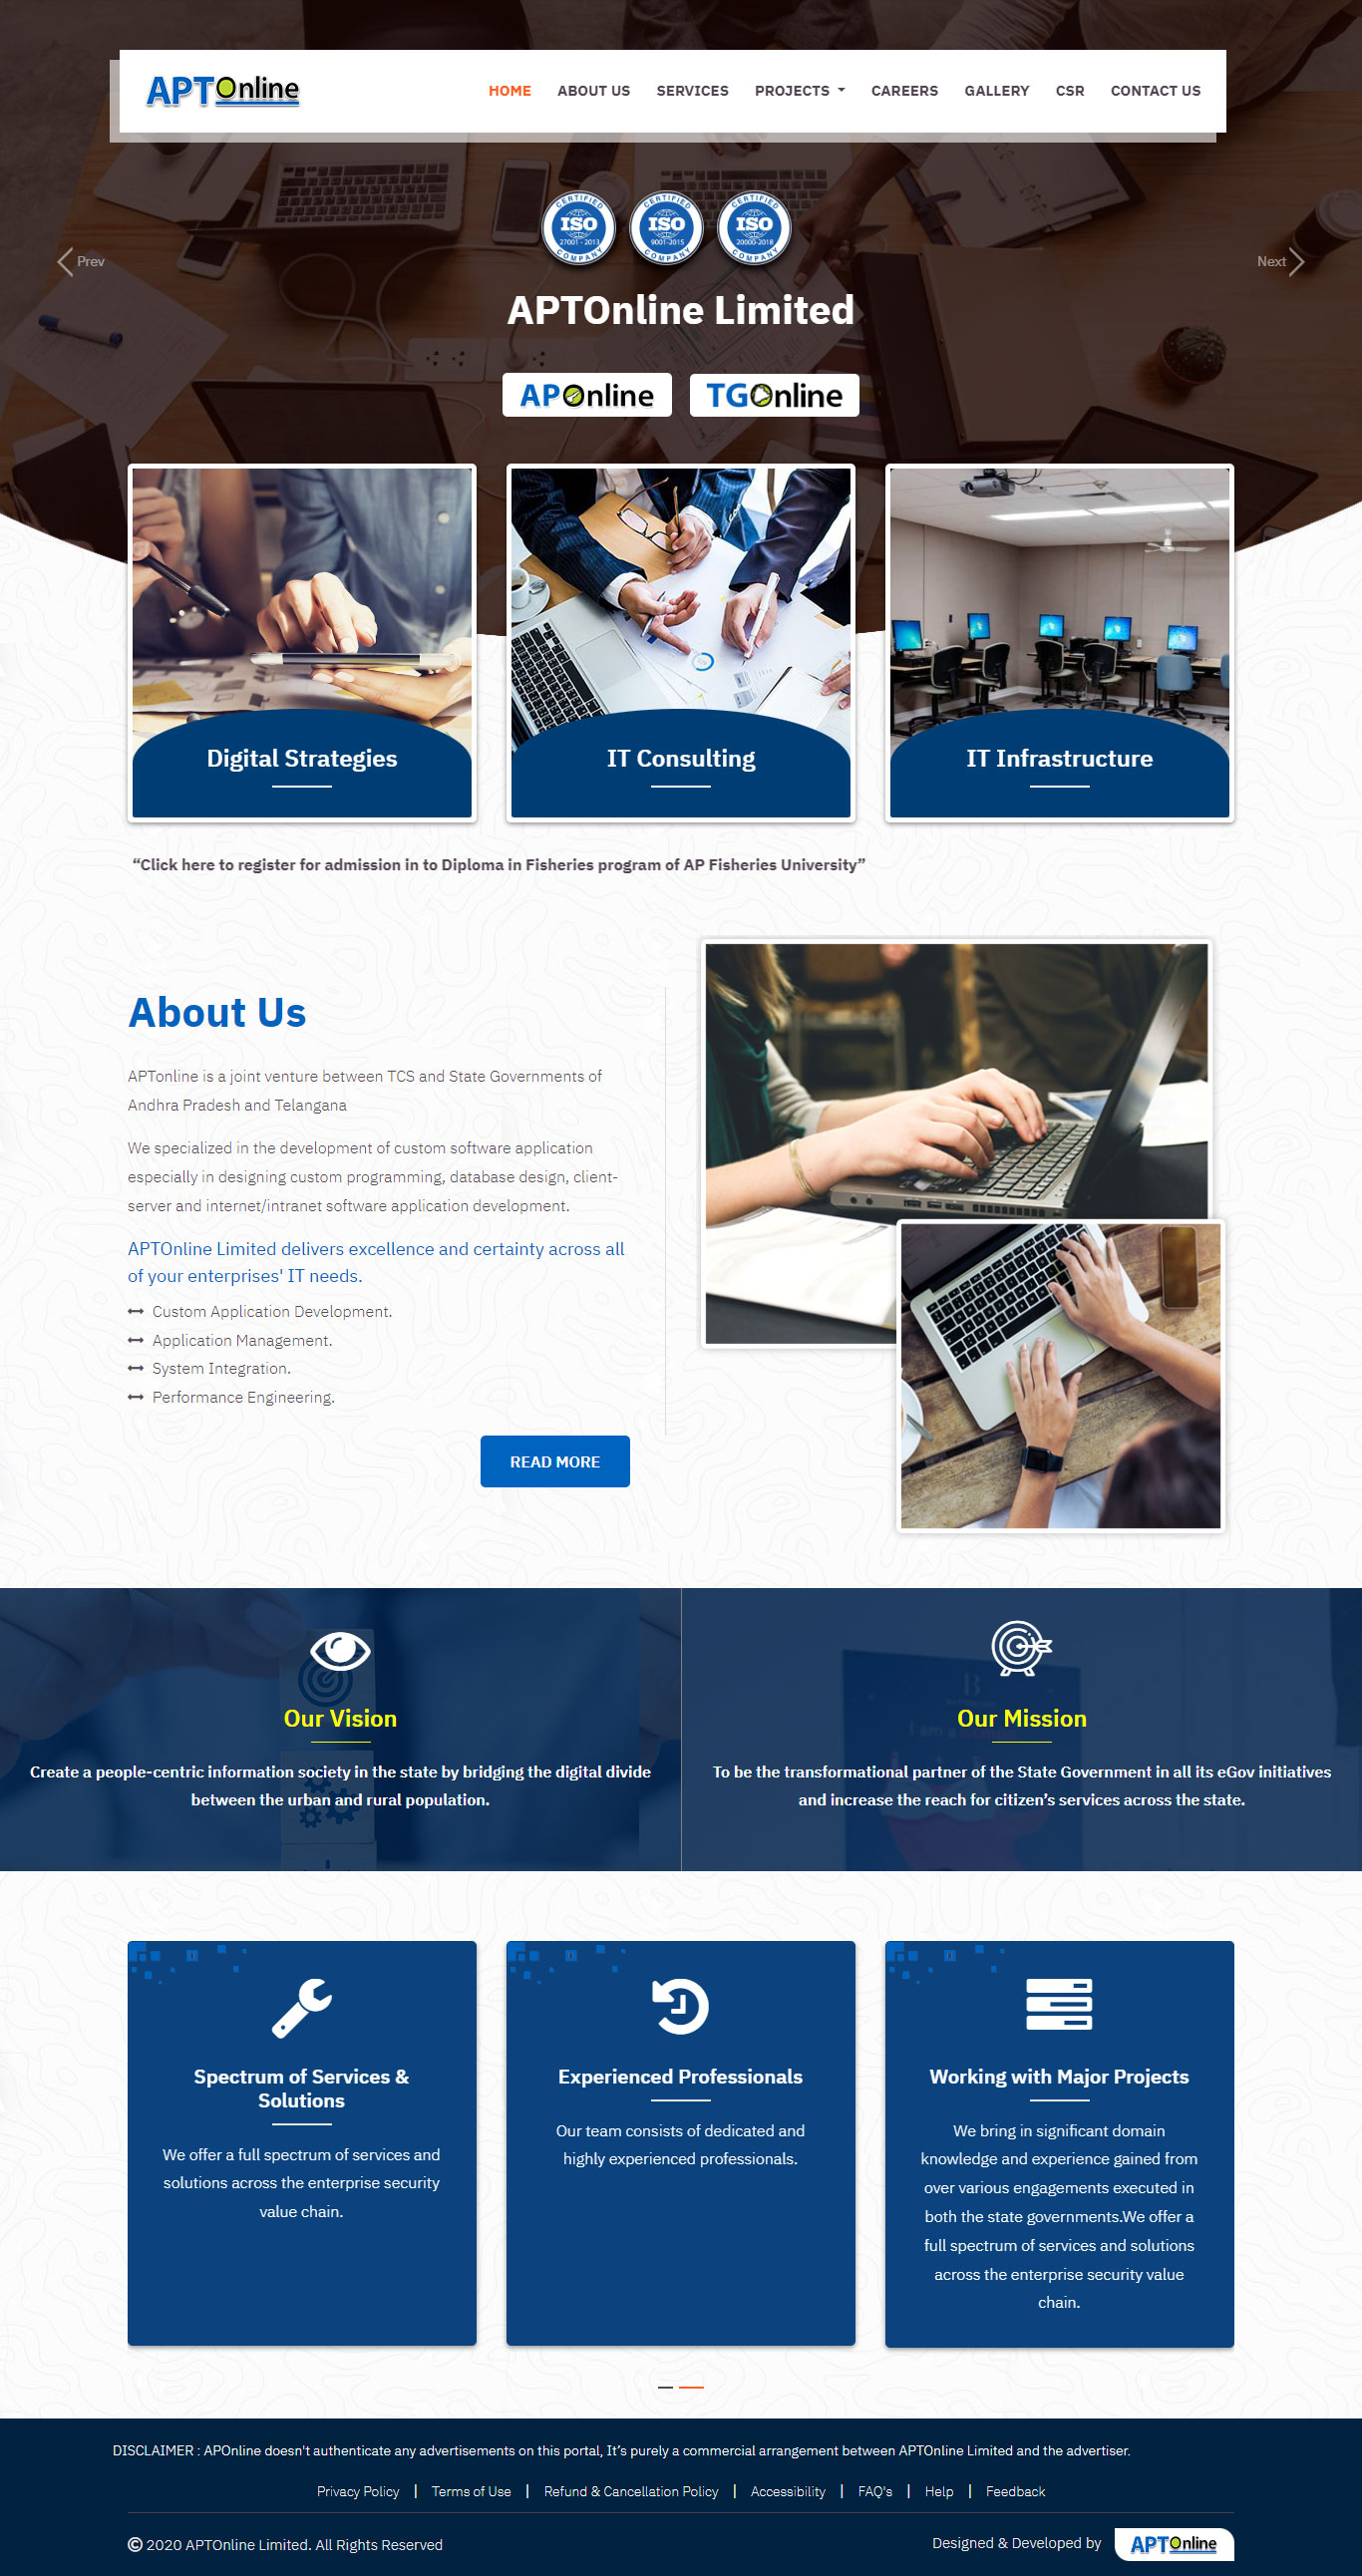 APTOnline
HOME ABOUT US SERVICES PROJECTS CAREERS GALLERY CSR CONTACT US
CERTIFIED ISO 27001 - 2013 COMPANY
CERTIFIED ISO 9001-2015 COMPANY
CERTIFIED ISO 20000-2018 COMPANY
Prev
Next
APTOnline Limited
APOnline TGOnline
Digital Strategies
IT Consulting
IT Infrastructure
“Click here to register for admission in to Diploma in Fisheries program of AP Fisheries University”
About Us
APTonline is a joint venture between TCS and State Governments of
Andhra Pradesh and Telangana
We specialized in the development of custom software application
especially in designing custom programming, database design, client-
server and internet/intranet software application development.
APTOnline Limited delivers excellence and certainty across all
of your enterprises' IT needs.
Custom Application Development.
Application Management.
System Integration.
Performance Engineering.
READ MORE
Our Vision
Create a people-centric information society in the state by bridging the digital divide
between the urban and rural population.
Our Mission
To be the transformational partner of the State Government in all its eGov initiatives
and increase the reach for citizen’s services across the state.
Spectrum of Services &
Solutions
We offer a full spectrum of services and
solutions across the enterprise security
value chain.
Experienced Professionals
Our team consists of dedicated and
highly experienced professionals.
Working with Major Projects
We bring in significant domain
knowledge and experience gained from
over various engagements executed in
both the state governments.We offer a
full spectrum of services and solutions
across the enterprise security value
chain.
DISCLAIMER : APOnline doesn't authenticate any advertisements on this portal, It’s purely a commercial arrangement between APTOnline Limited and the advertiser.
Privacy Policy | Terms of Use | Refund & Cancellation Policy | Accessibility | FAQ's | Help | Feedback
© 2020 APTOnline Limited. All Rights Reserved
Designed & Developed by APTOnline